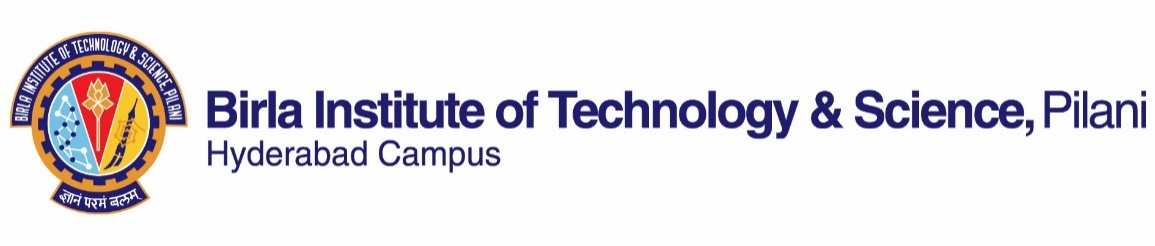 BIRLA INSTITUTE OF TECHNOLOGY & SCIENCE, PILANI
ज्ञानं परमं बलम्
Birla Institute of Technology & Science, Pilani
Hyderabad Campus